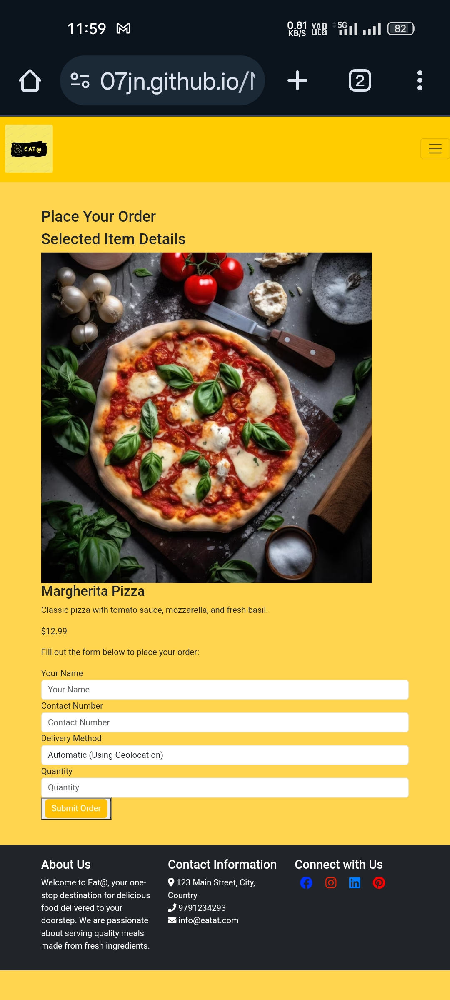 11:59
0.81
KB/S
Vo 1
LTE 2
5G
82
07jn.github.io/
2
EAT@
Place Your Order
Selected Item Details
Margherita Pizza
Classic pizza with tomato sauce, mozzarella, and fresh basil.
$12.99
Fill out the form below to place your order:
Your Name
Your Name
Contact Number
Contact Number
Delivery Method
Automatic (Using Geolocation)
Quantity
Quantity
Submit Order
About Us
Welcome to Eat@, your one-
stop destination for delicious
food delivered to your
doorstep. We are passionate
about serving quality meals
made from fresh ingredients.
Contact Information
123 Main Street, City,
Country
9791234293
info@eatat.com
Connect with Us